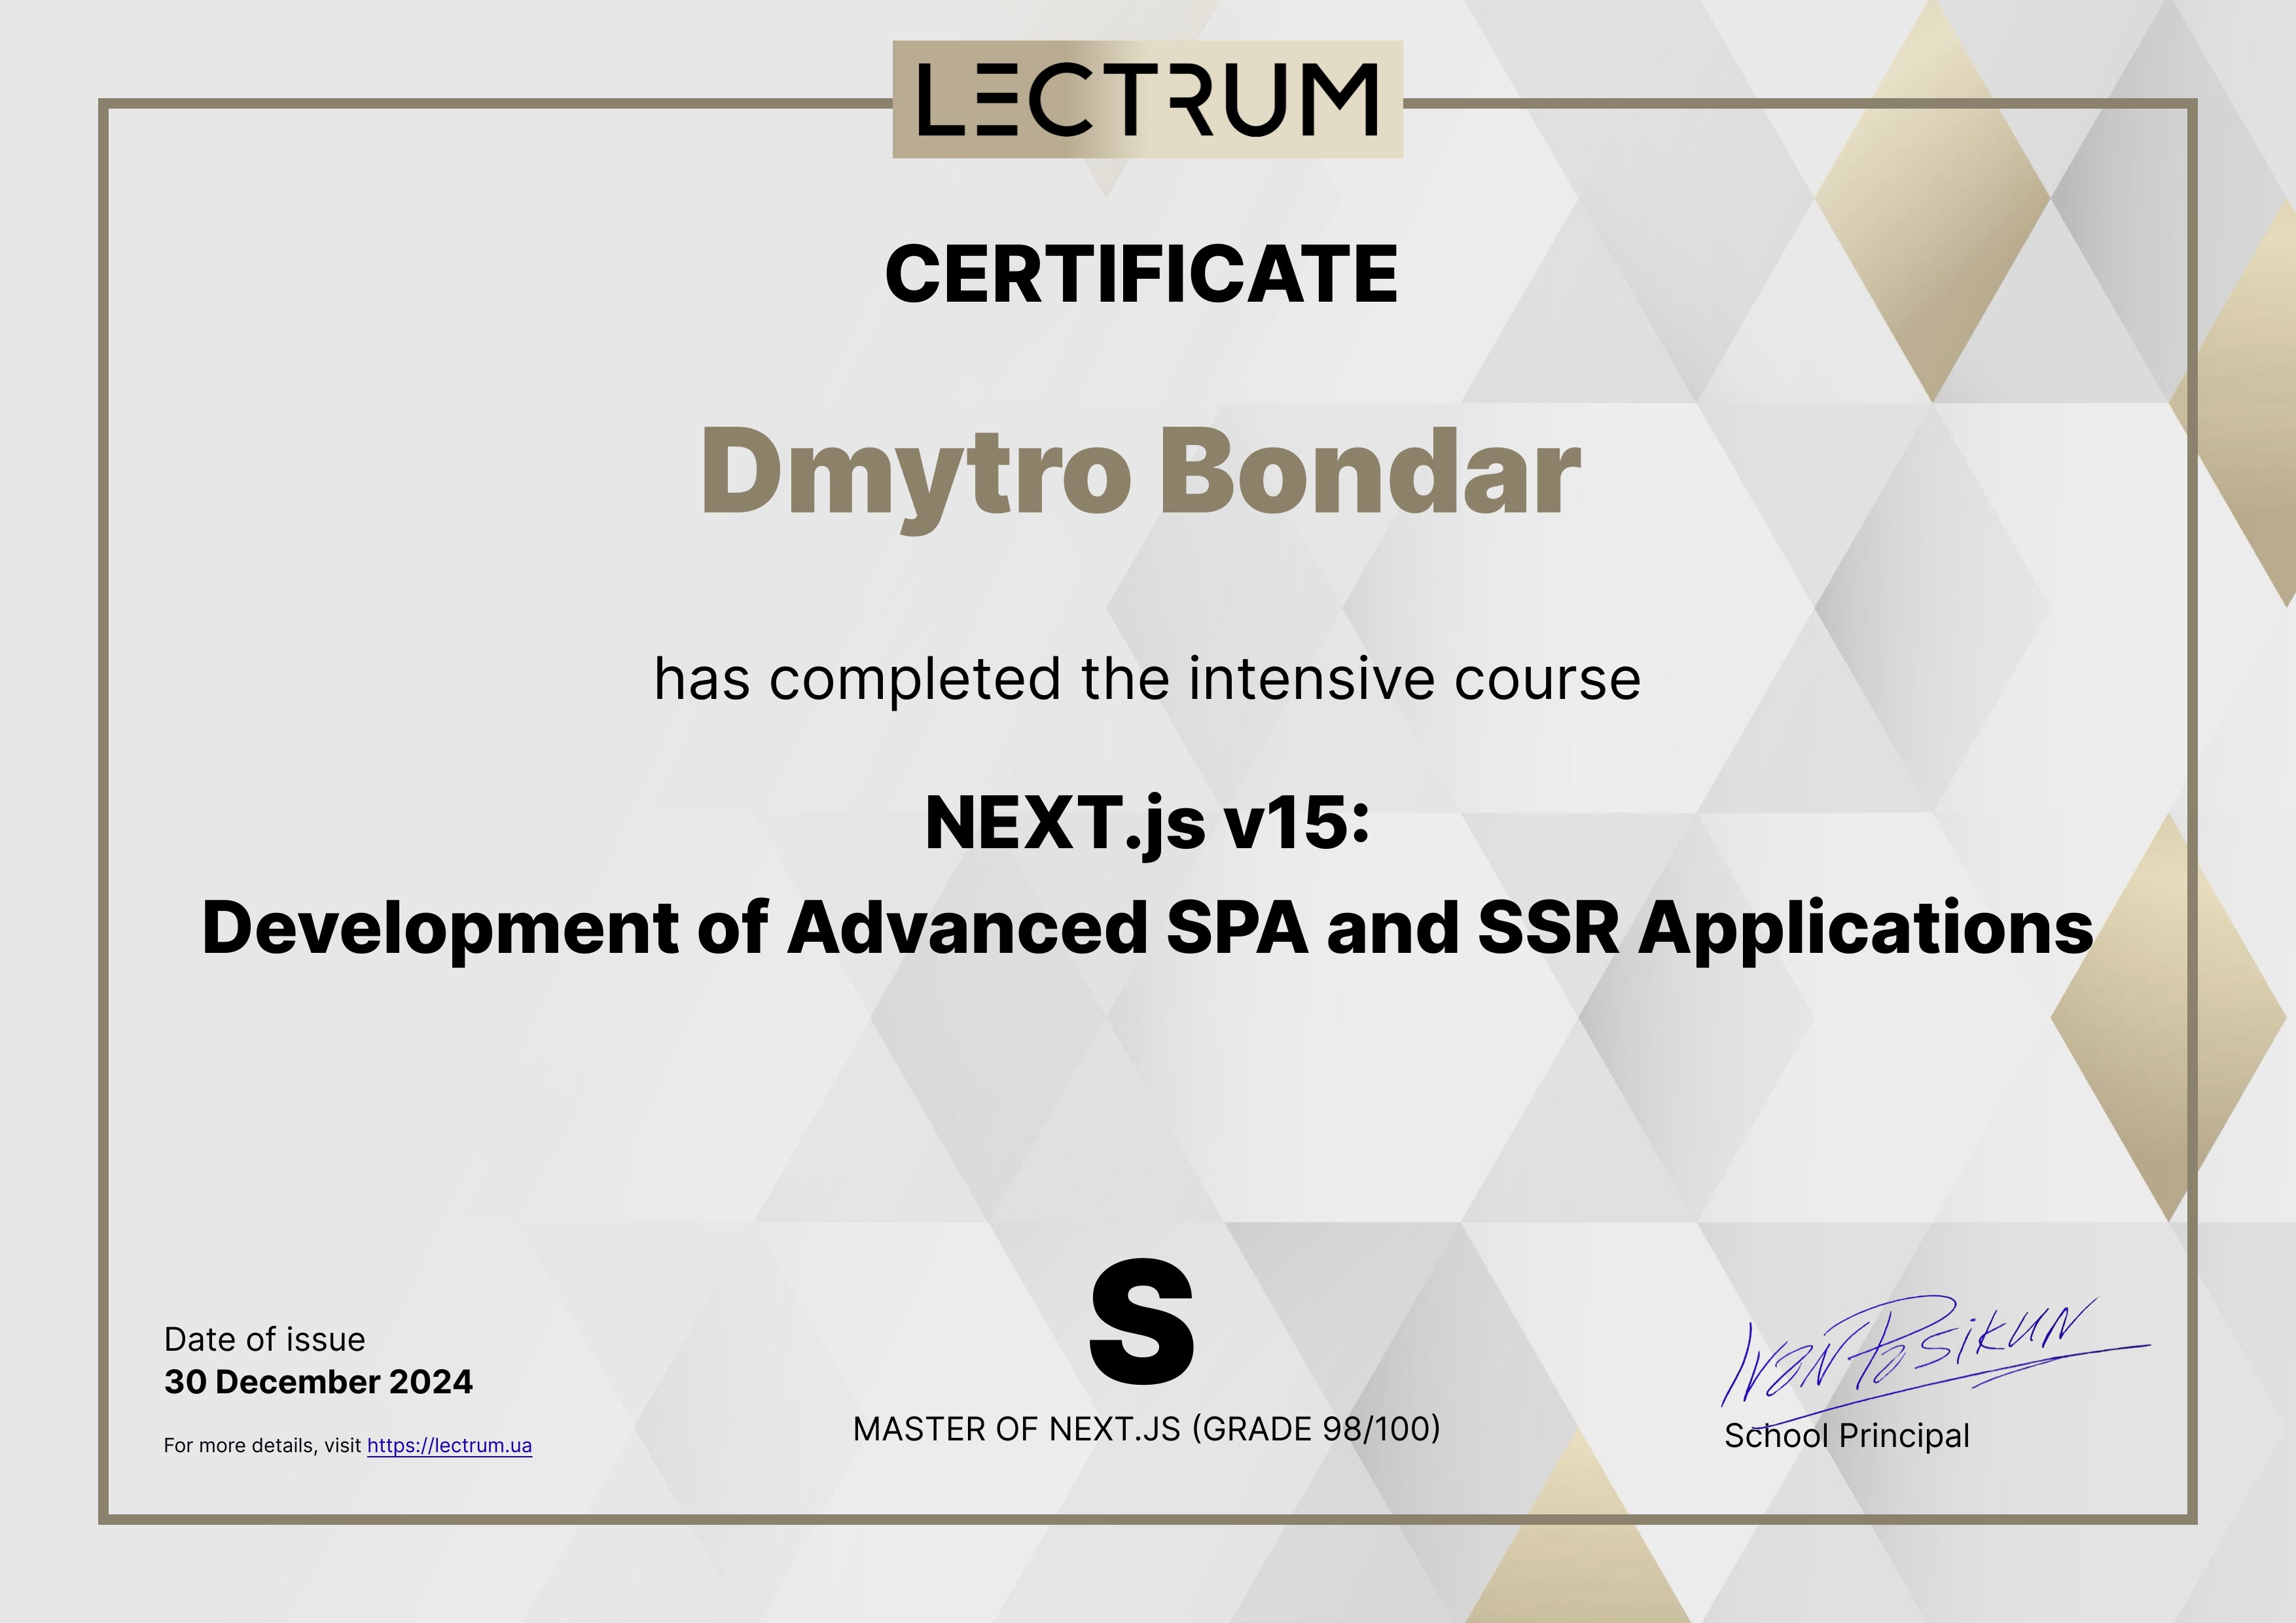 LECTRUM
CERTIFICATE
Dmytro Bondar
has completed the intensive course
NEXT.js v15:
Development of Advanced SPA and SSR Applications
S
MASTER OF NEXT.JS (GRADE 98/100)
Date of issue
30 December 2024
For more details, visit https://lectrum.ua
Ivan Psikun
School Principal